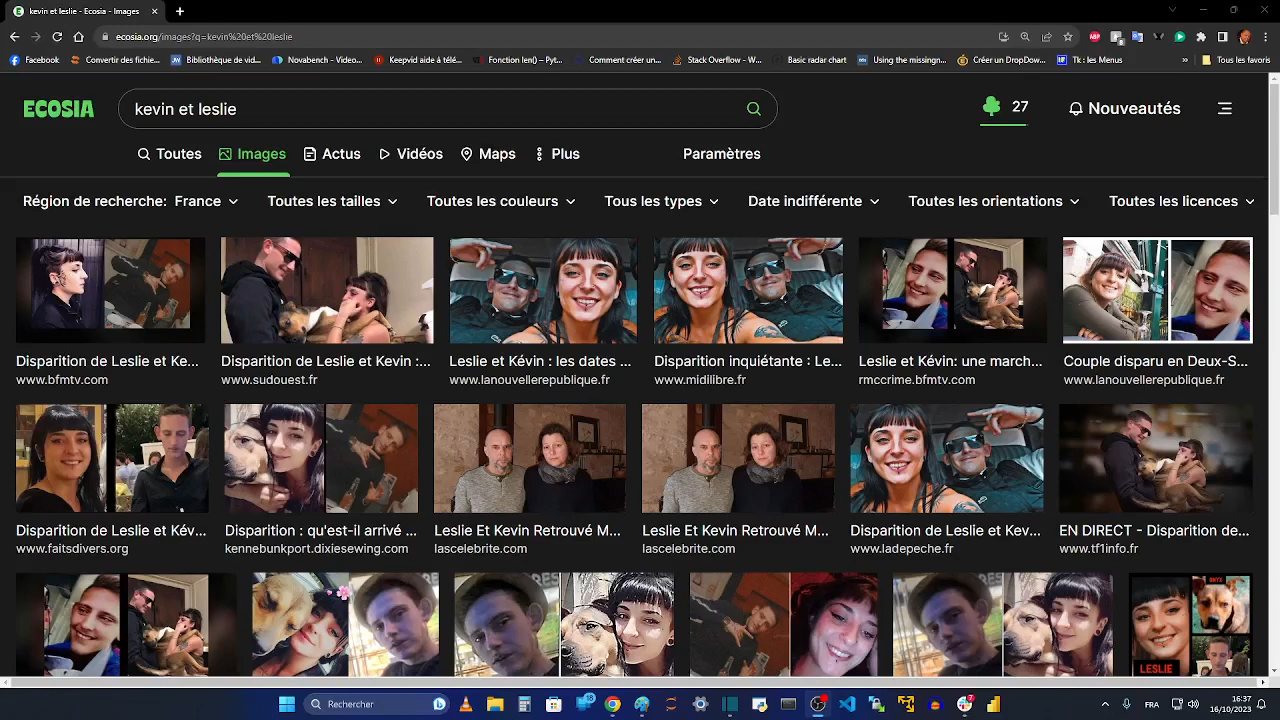 kevin et leslie - Ecosia - Images
ecosia.org/images?q=kevin%20et%20leslie
Facebook Convertir des fichie... Bibliothèque de vid... Novabench - Video... Keepvid aide à télé... Fonction len() – Pyt... Comment créer un... Stack Overflow - W... Basic radar chart Using the missingn... Créer un DropDow... Tk : les Menus » Tous les favoris
ECOSIA kevin et leslie 27 Nouveautés
Toutes Images Actus Vidéos Maps Plus Paramètres
Région de recherche: France Toutes les tailles Toutes les couleurs Tous les types Date indifférente Toutes les orientations Toutes les licences
Disparition de Leslie et Ke... Disparition de Leslie et Kevin :... Leslie et Kévin : les dates ... Disparition inquiétante : Le... Leslie et Kévin: une march... Couple disparu en Deux-S...
www.bfmtv.com www.sudouest.fr www.lanouvellerepublique.fr www.midilibre.fr rmccrime.bfmtv.com www.lanouvellerepublique.fr
Disparition de Leslie et Kév... Disparition : qu'est-il arrivé ... Leslie Et Kevin Retrouvé M... Leslie Et Kevin Retrouvé M... Disparition de Leslie et Kev... EN DIRECT - Disparition de...
www.faitsdivers.org kennebunkport.dixiesewing.com lascelebrite.com lascelebrite.com www.ladepeche.fr www.tf1info.fr
ONYX
LESLIE
Rechercher 18 7 FRA 16:37
16/10/2023